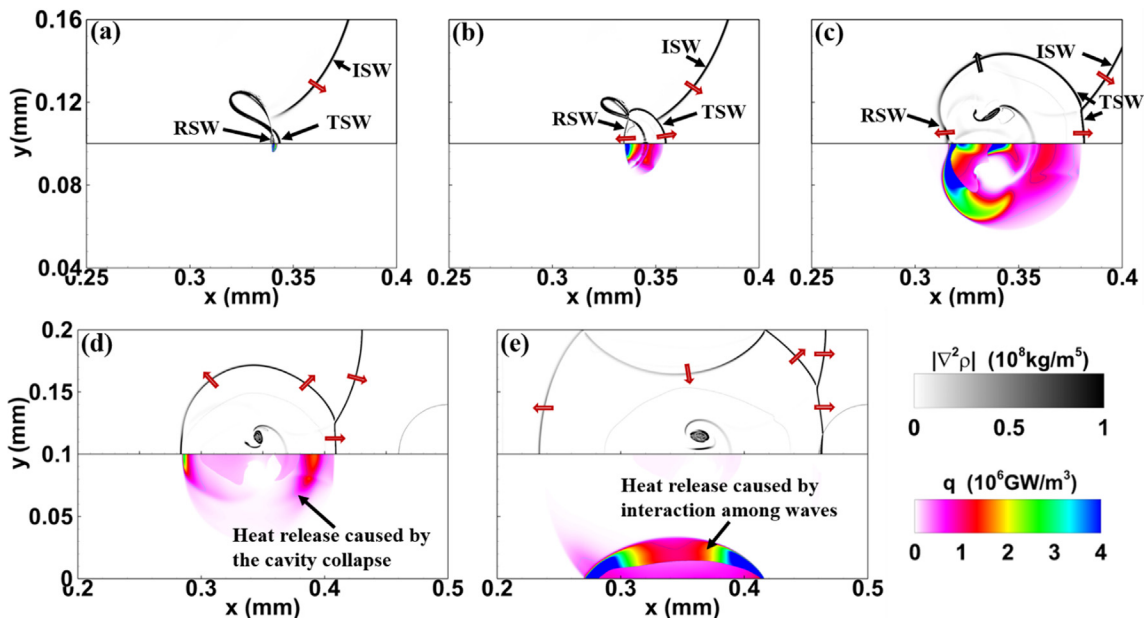 0.16
(a)
ISW
0.12
RSW
TSW
y (mm)
0.08
0.04
0.25
0.3
0.35
0.4
x (mm)
(b)
ISW
RSW
TSW
0.25
0.3
0.35
0.4
x (mm)
(c)
ISW
RSW
TSW
0.25
0.3
0.35
0.4
x (mm)
0.2
(d)
0.15
y (mm)
0.1
0.05
0
Heat release caused by
the cavity collapse
0.2
0.3
0.4
0.5
x (mm)
(e)
Heat release caused by
interaction among waves
0.2
0.3
0.4
0.5
x (mm)
|∇²ρ| (10⁸kg/m⁵)
0 0.5 1
q (10⁶GW/m³)
0 1 2 3 4